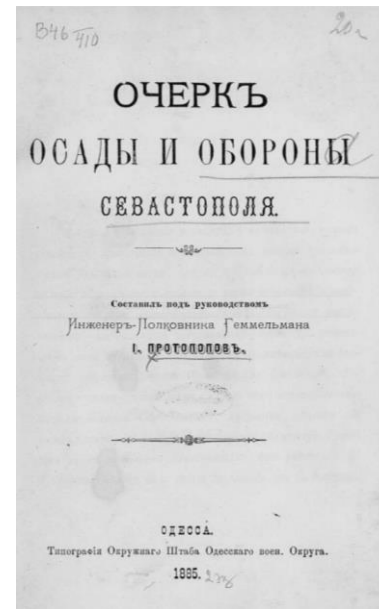 В46 III/410
20
ОЧЕРКЪ
ОСАДЫ И ОБОРОНЫ
СЕВАСТОПОЛЯ.
Составилъ подъ руководствомъ
Инженеръ-Полковника Геммельмана
I. ПРОТОПОПОВЪ.
ОДЕССА.
Типографія Окружнаго Штаба Одесскаго воен. Округа.
1885.